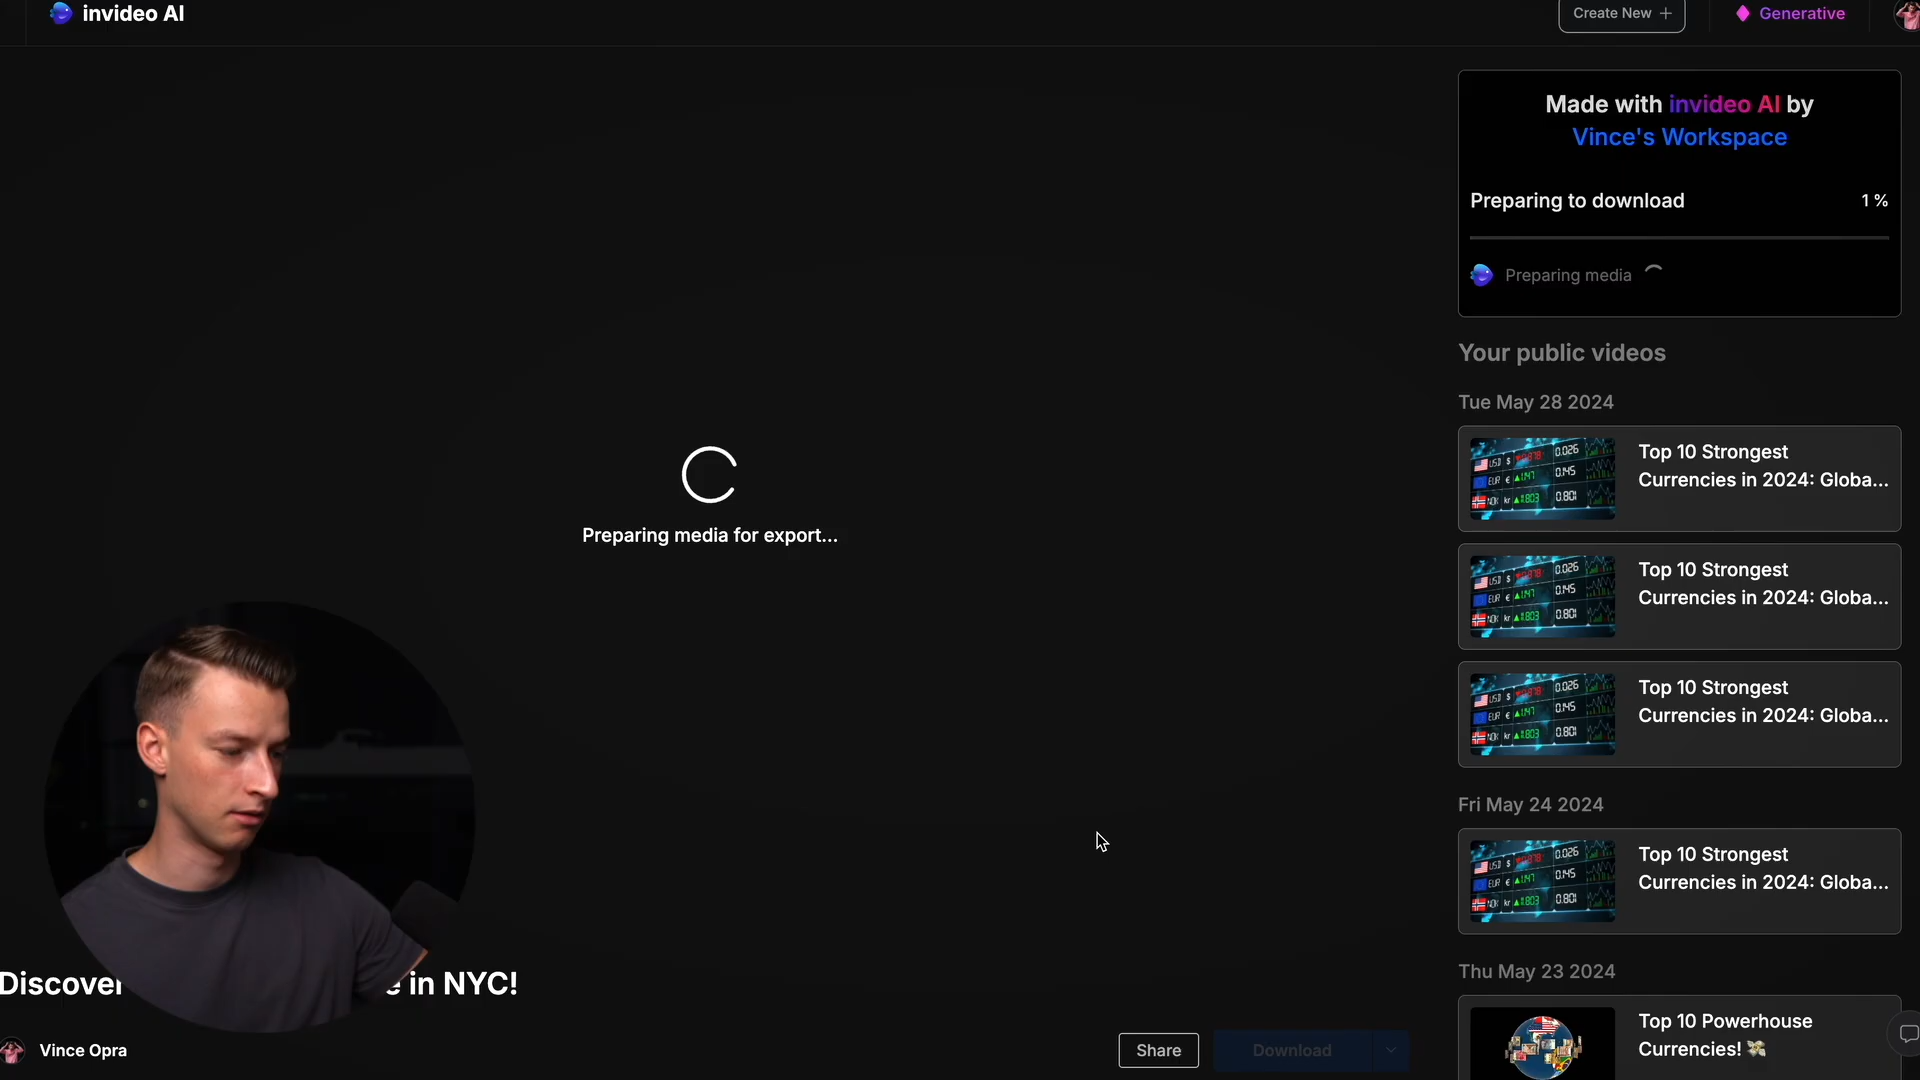 invideo AI
Create New +
Generative
Made with invideo AI by
Vince's Workspace
Preparing to download
1 %
Preparing media
Preparing media for export...
Your public videos
Tue May 28 2024
Top 10 Strongest
Currencies in 2024: Globa...
Top 10 Strongest
Currencies in 2024: Globa...
Top 10 Strongest
Currencies in 2024: Globa...
Fri May 24 2024
Top 10 Strongest
Currencies in 2024: Globa...
Thu May 23 2024
Top 10 Powerhouse
Currencies! 💸
in NYC!
Vince Opra
Share
Download